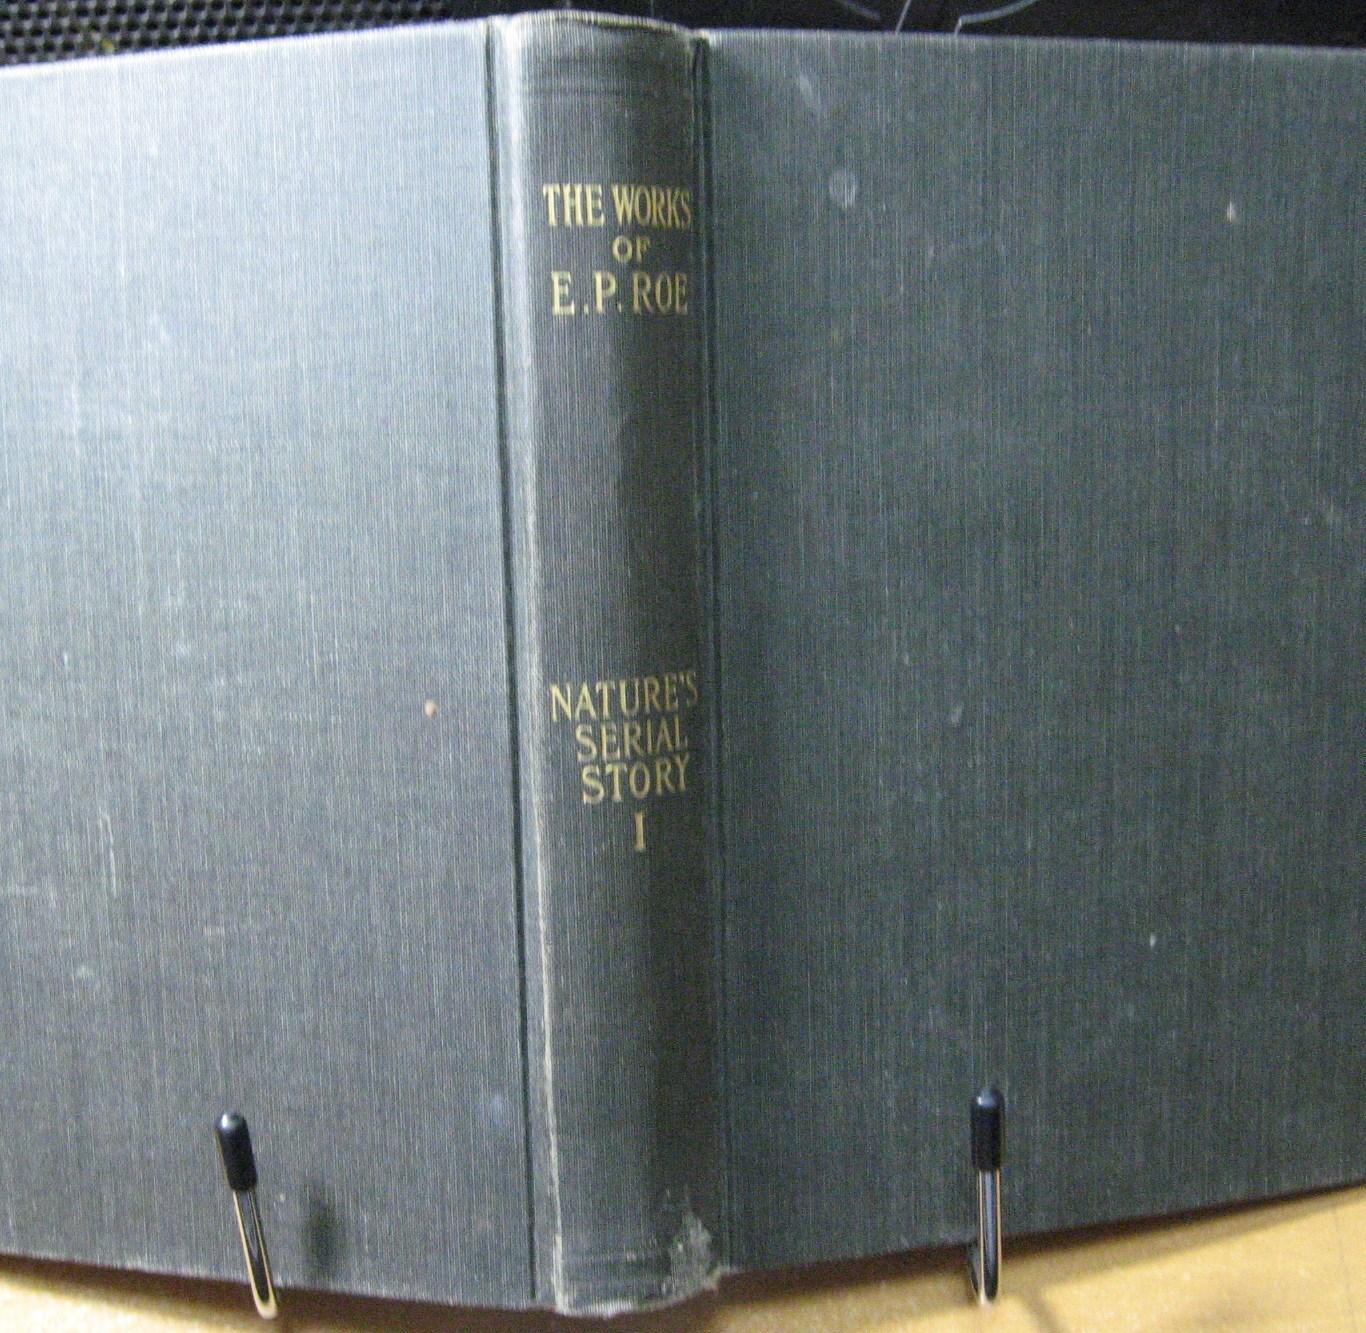 THE WORKS
OF
E.P. ROE
NATURE'S
SERIAL
STORY
I